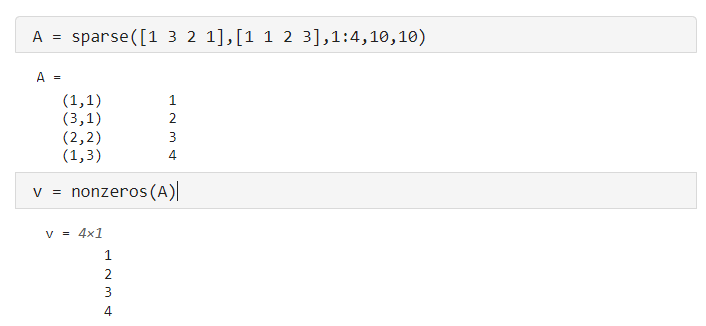 A = sparse([1 3 2 1],[1 1 2 3],1:4,10,10)
A =
(1,1) 1
(3,1) 2
(2,2) 3
(1,3) 4
v = nonzeros(A)
v = 4×1
1
2
3
4